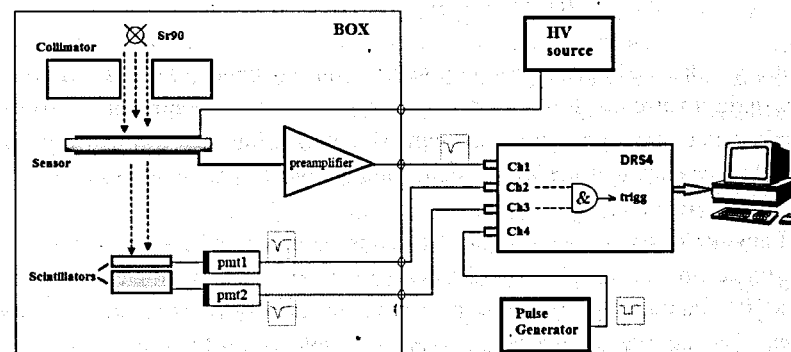 BOX
Sr90
Collimator
HV
source
Sensor
preamplifier
DRS4
Ch1
Ch2
Ch3
Ch4
&
trigg
Scintillators
pmt1
pmt2
Pulse
Generator